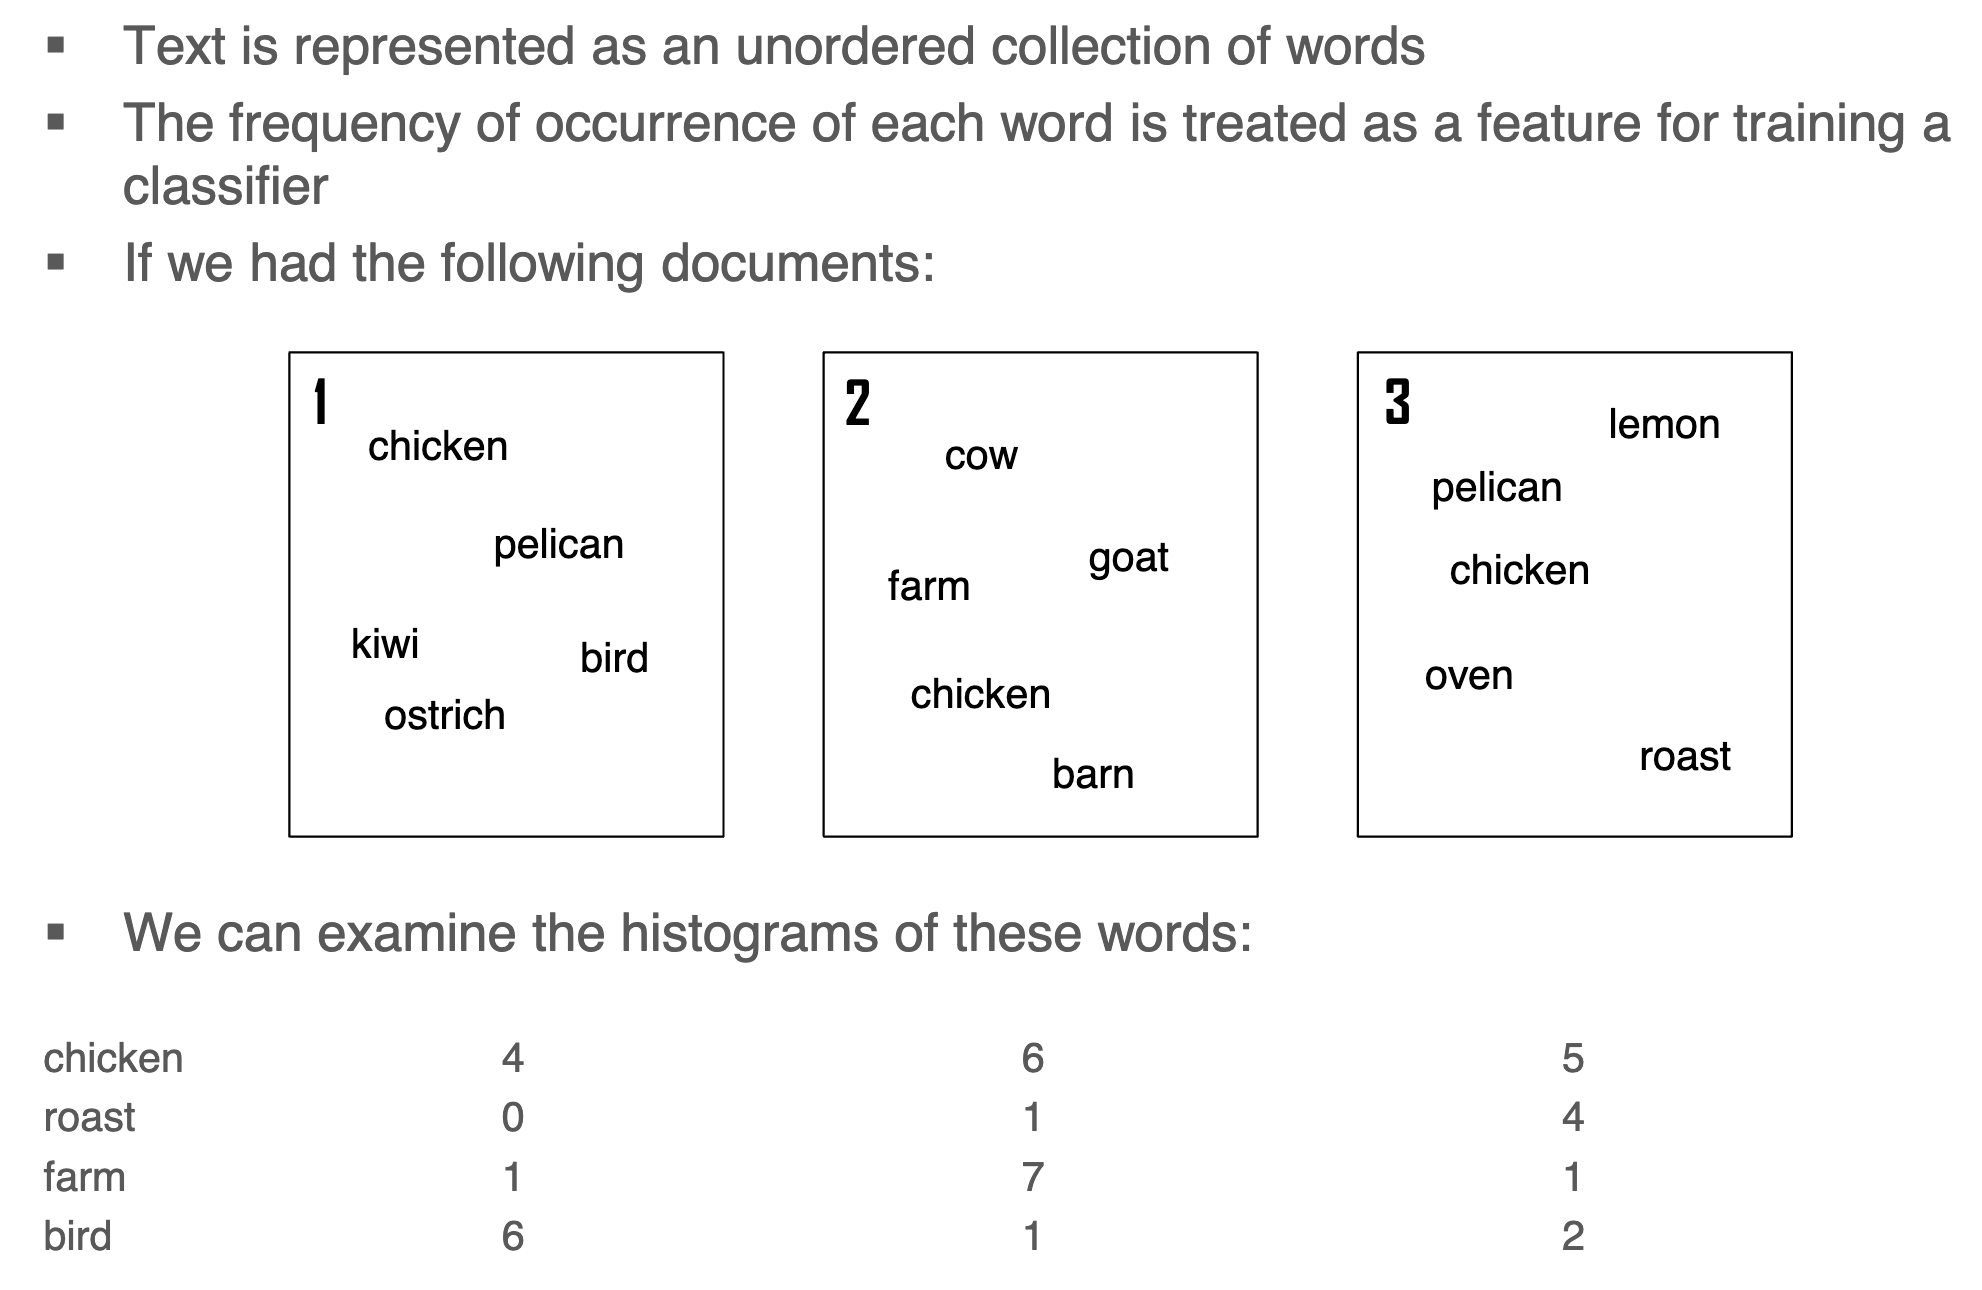 Text is represented as an unordered collection of words
The frequency of occurrence of each word is treated as a feature for training a
classifier
If we had the following documents:
1
chicken
pelican
kiwi
bird
ostrich
2
cow
goat
farm
chicken
barn
3
lemon
pelican
chicken
oven
roast
We can examine the histograms of these words:
chicken 4 6 5
roast 0 1 4
farm 1 7 1
bird 6 1 2